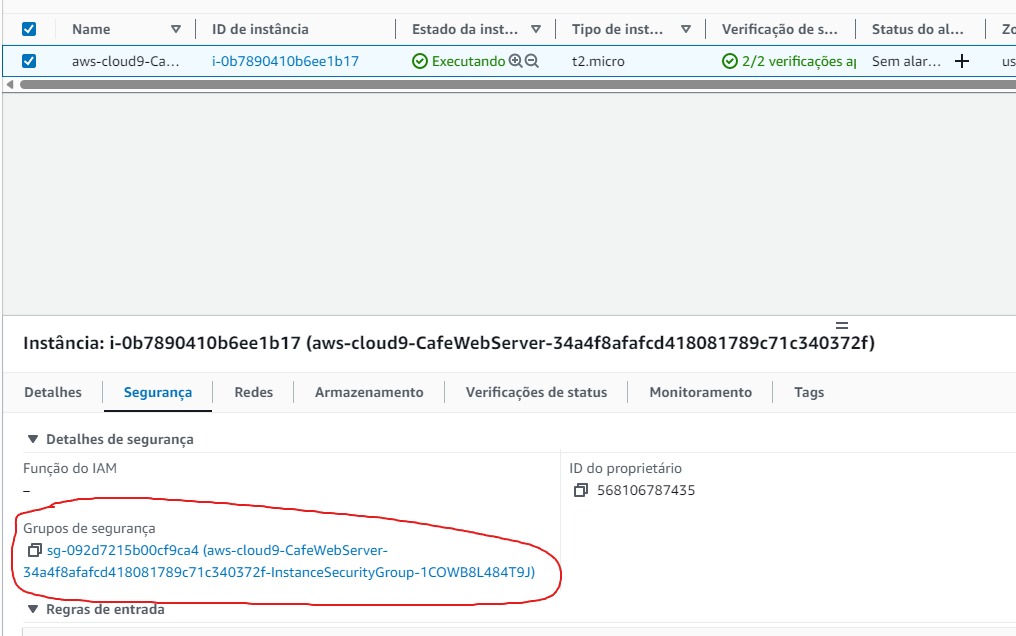 Name ID de instância Estado da inst... Tipo de inst... Verificação de s... Status do al... Zo
aws-cloud9-Ca... i-0b7890410b6ee1b17 Executando t2.micro 2/2 verificações ap Sem alar... + us
Instância: i-0b7890410b6ee1b17 (aws-cloud9-CafeWebServer-34a4f8afafcd418081789c71c340372f)
Detalhes Segurança Redes Armazenamento Verificações de status Monitoramento Tags
Detalhes de segurança
Função do IAM ID do proprietário
– 568106787435
Grupos de segurança
sg-092d7215b00cf9ca4 (aws-cloud9-CafeWebServer-
34a4f8afafcd418081789c71c340372f-InstanceSecurityGroup-1COWB8L484T9J)
Regras de entrada